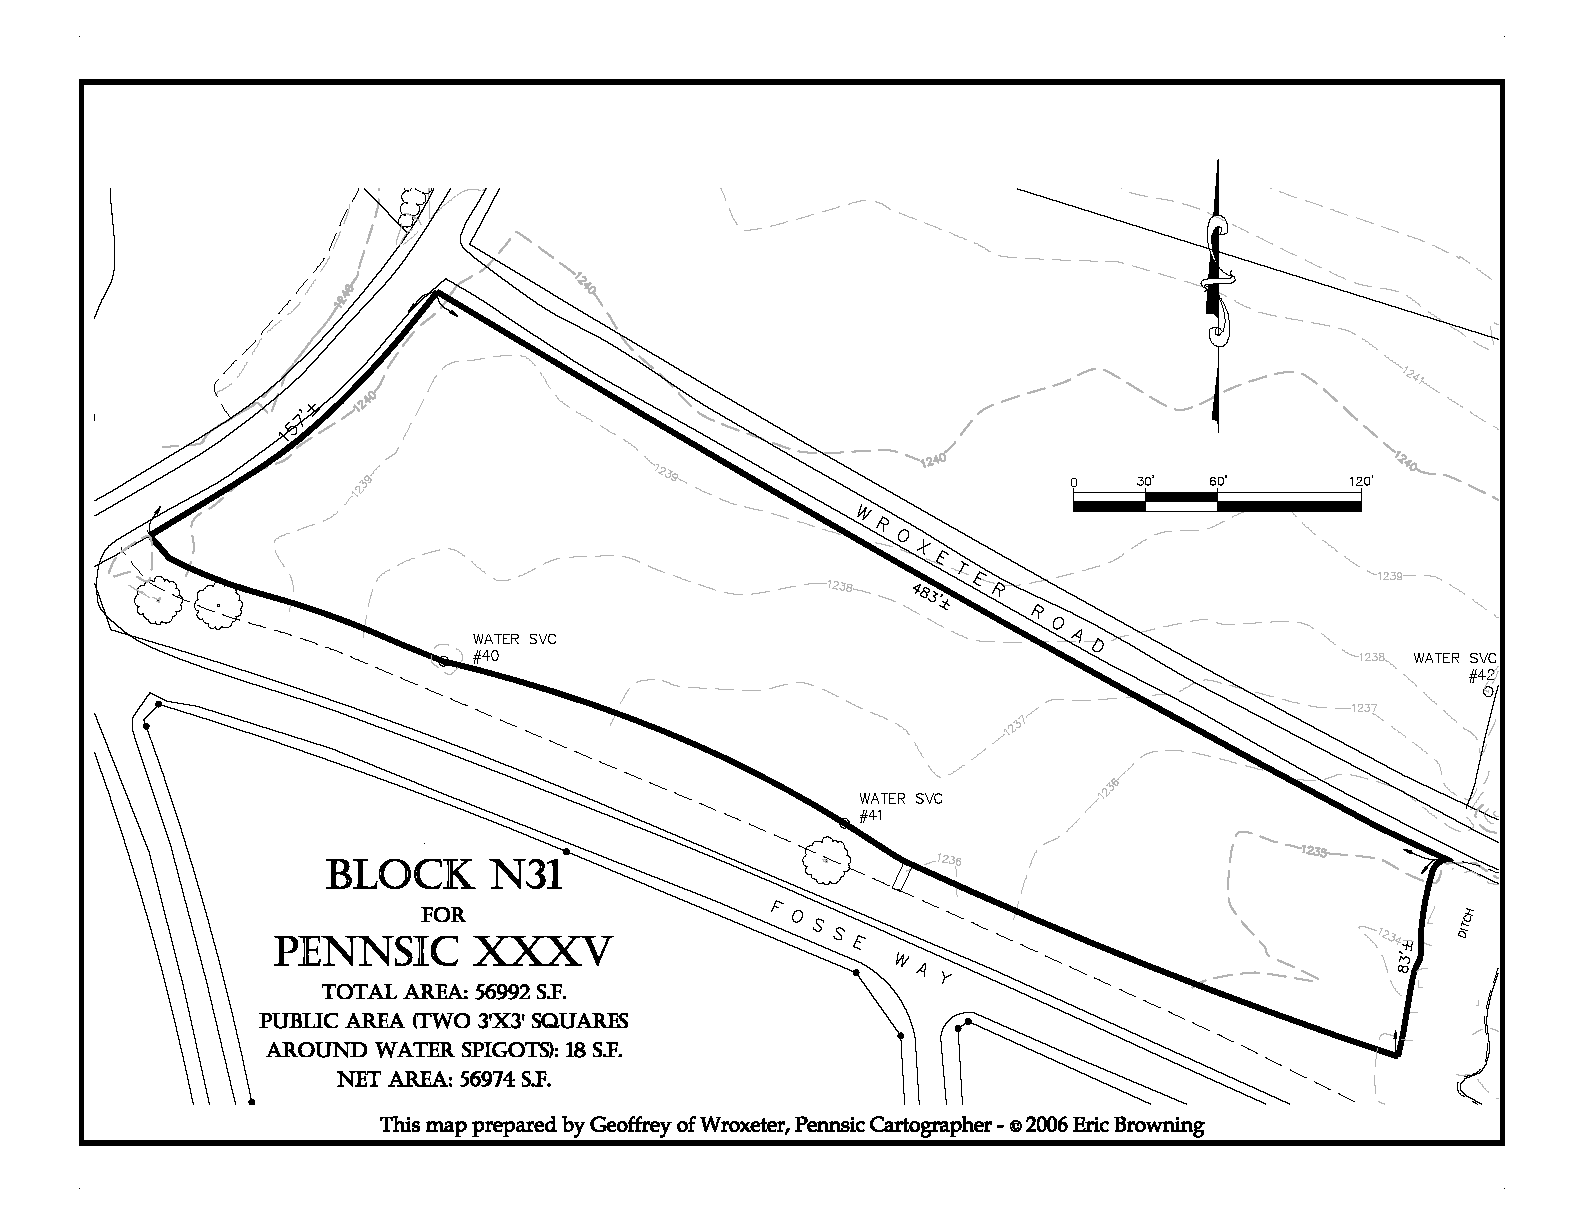 1240
1240
1241
1240
1240
1240
157'±
0 30' 60' 120'
1239
1239
WROXETER ROAD
1239
1238
483'±
WATER SVC
#40
1238
WATER SVC
#42
1237
1237
1236
WATER SVC
#41
1236
1235
1234
DITCH
83'±
FOSSE WAY
BLOCK N31
FOR
PENNSIC XXXV
TOTAL AREA: 56992 S.F.
PUBLIC AREA (TWO 3'X3' SQUARES
AROUND WATER SPIGOTS): 18 S.F.
NET AREA: 56974 S.F.
This map prepared by Geoffrey of Wroxeter, Pennsic Cartographer - © 2006 Eric Browning